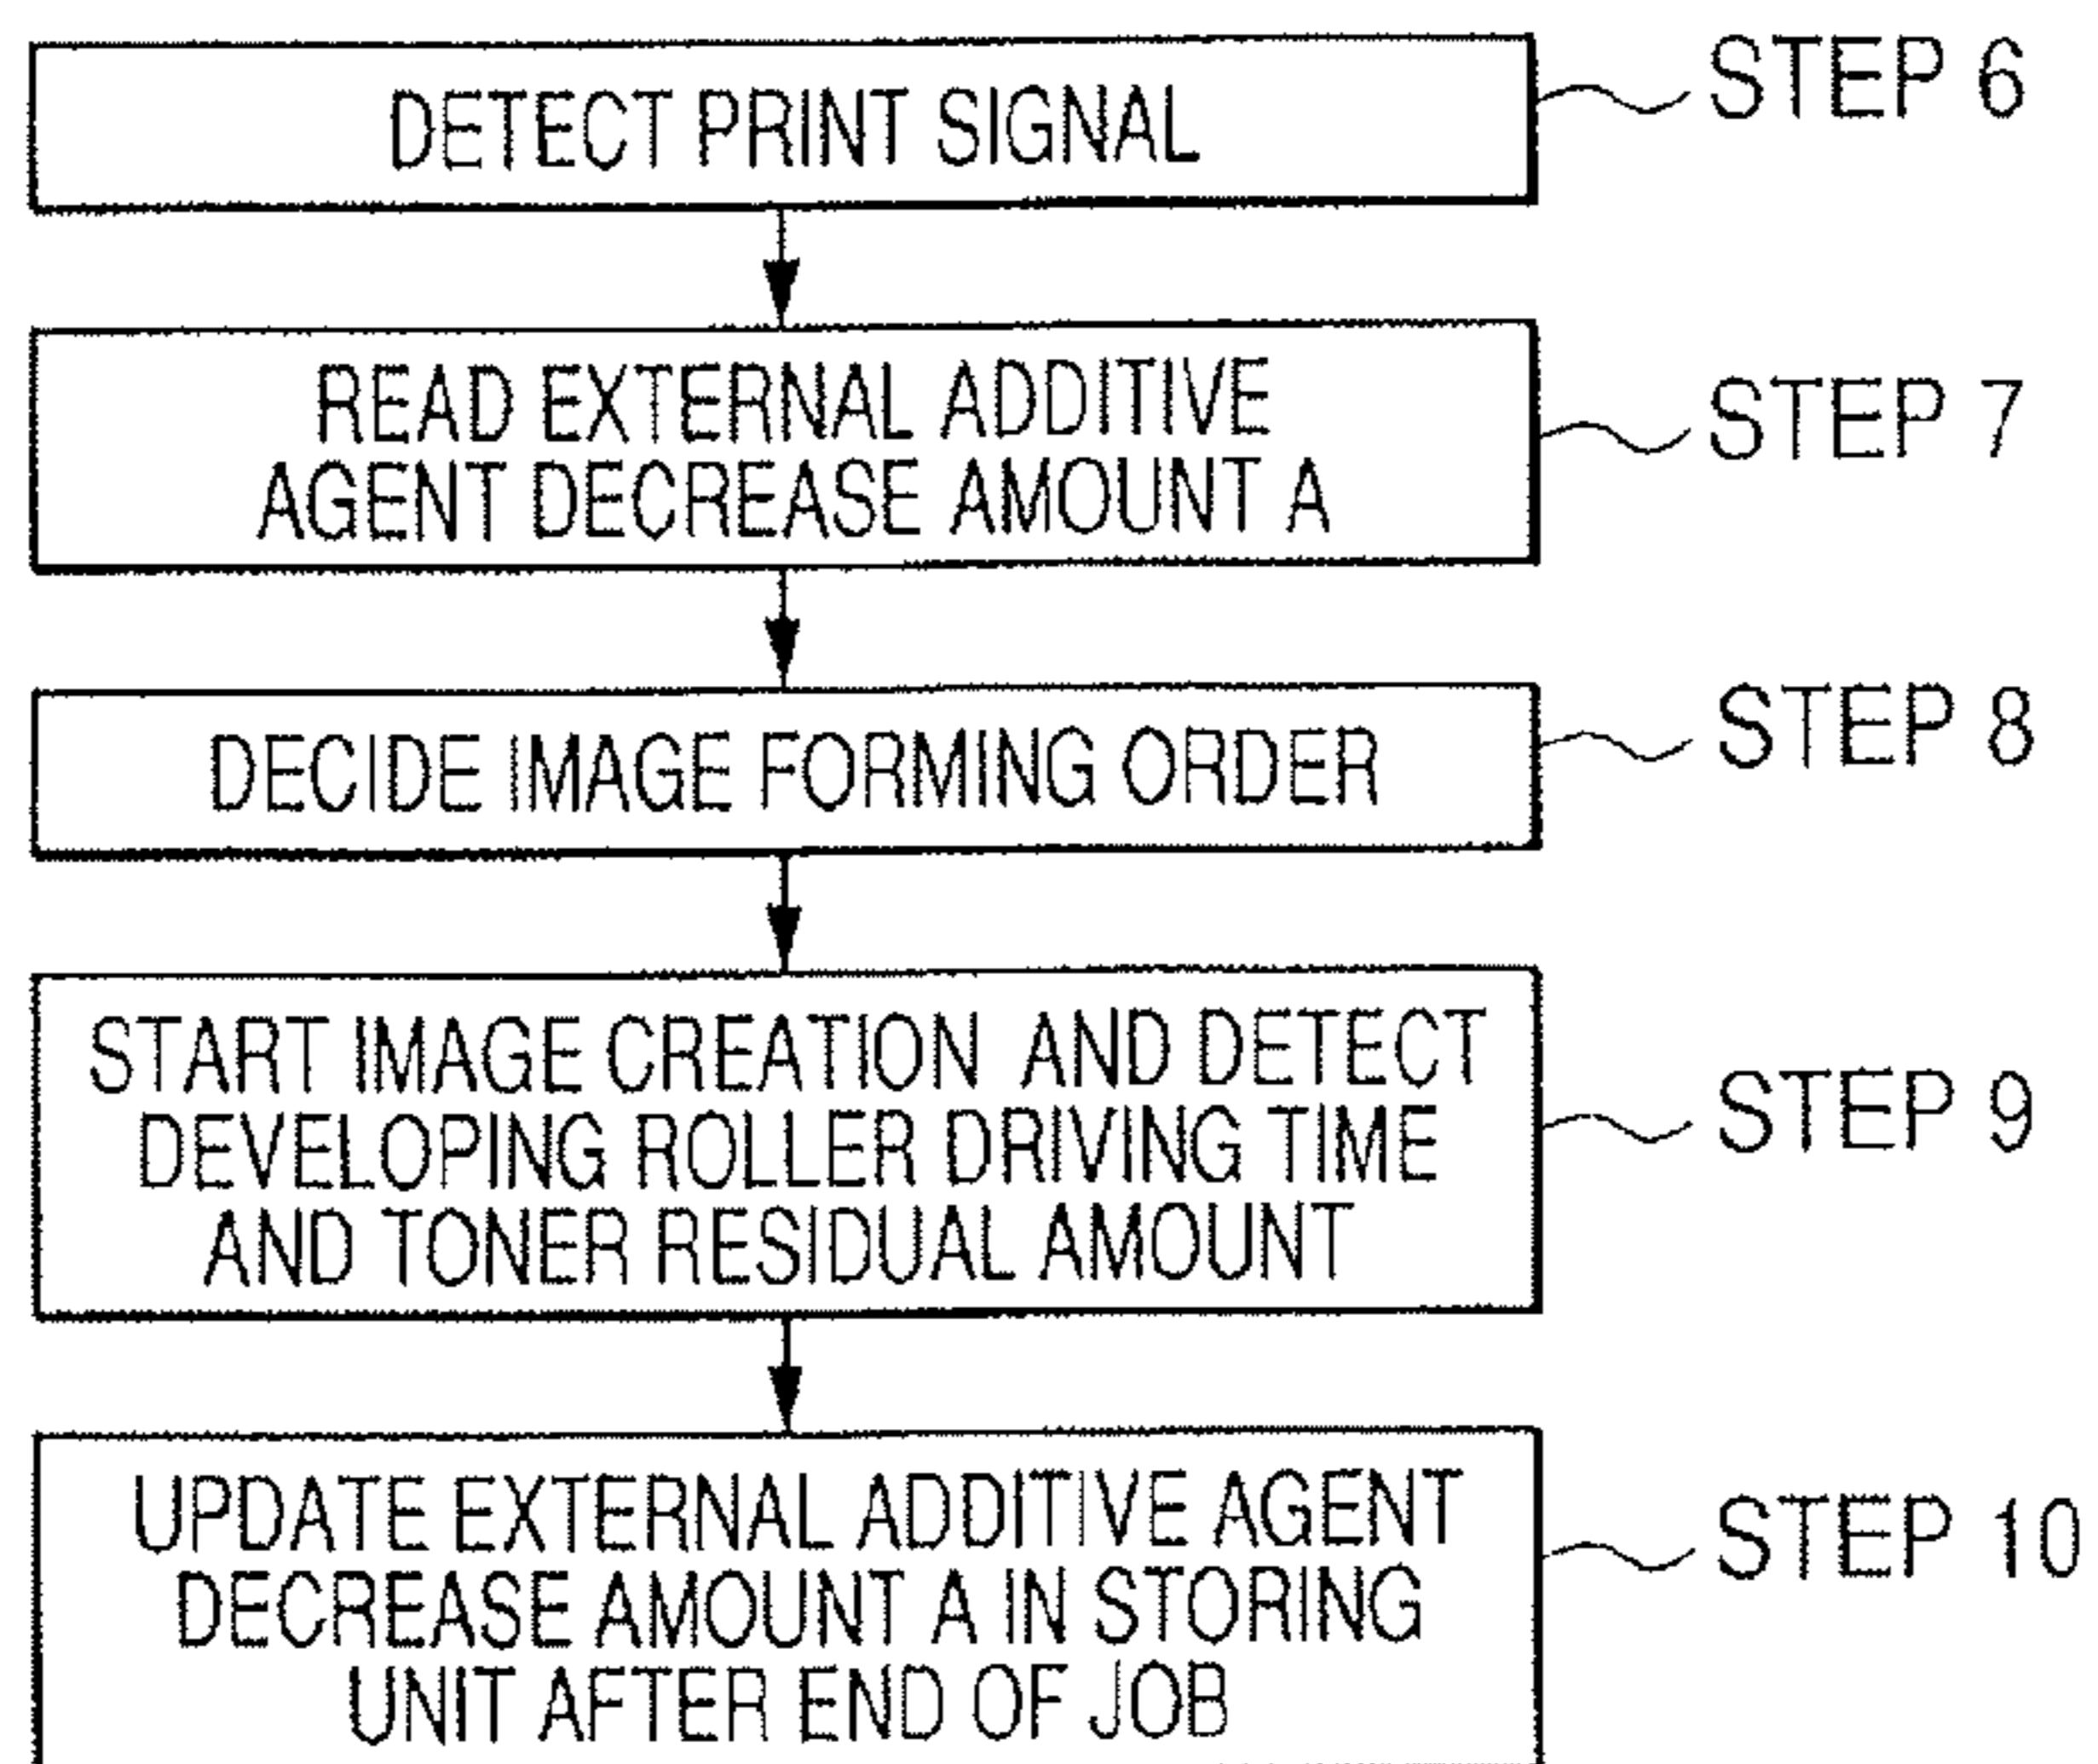 DETECT PRINT SIGNAL
STEP 6
READ EXTERNAL ADDITIVE
AGENT DECREASE AMOUNT A
STEP 7
DECIDE IMAGE FORMING ORDER
STEP 8
START IMAGE CREATION AND DETECT
DEVELOPING ROLLER DRIVING TIME
AND TONER RESIDUAL AMOUNT
STEP 9
UPDATE EXTERNAL ADDITIVE AGENT
DECREASE AMOUNT A IN STORING
UNIT AFTER END OF JOB
STEP 10